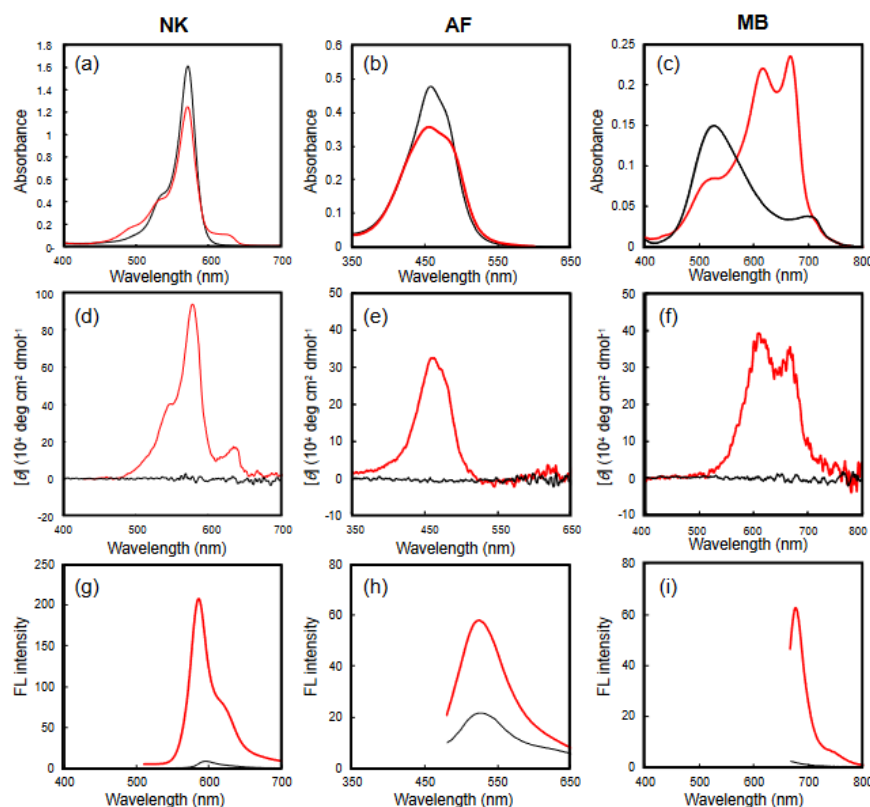 NK AF MB
(a) (b) (c)
Absorbance Absorbance Absorbance
1.8 1.6 1.4 1.2 1 0.8 0.6 0.4 0.2 0
0.6 0.5 0.4 0.3 0.2 0.1 0
0.25 0.2 0.15 0.1 0.05 0
400 500 600 700 350 450 550 650 400 500 600 700 800
Wavelength (nm) Wavelength (nm) Wavelength (nm)
(d) (e) (f)
[θ] (10⁴ deg cm² dmol⁻¹ [θ] (10⁴ deg cm² dmol⁻¹ [θ] (10⁴ deg cm² dmol⁻¹
100 80 60 40 20 0 -20
50 40 30 20 10 0 -10
50 40 30 20 10 0 -10
400 500 600 700 350 450 550 650 400 500 600 700 800
Wavelength (nm) Wavelength (nm) Wavelength (nm)
(g) (h) (i)
FL intensity FL intensity FL intensity
250 200 150 100 50 0
80 60 40 20 0
80 60 40 20 0
400 500 600 700 350 450 550 650 400 500 600 700 800
Wavelength (nm) Wavelength (nm) Wavelength (nm)